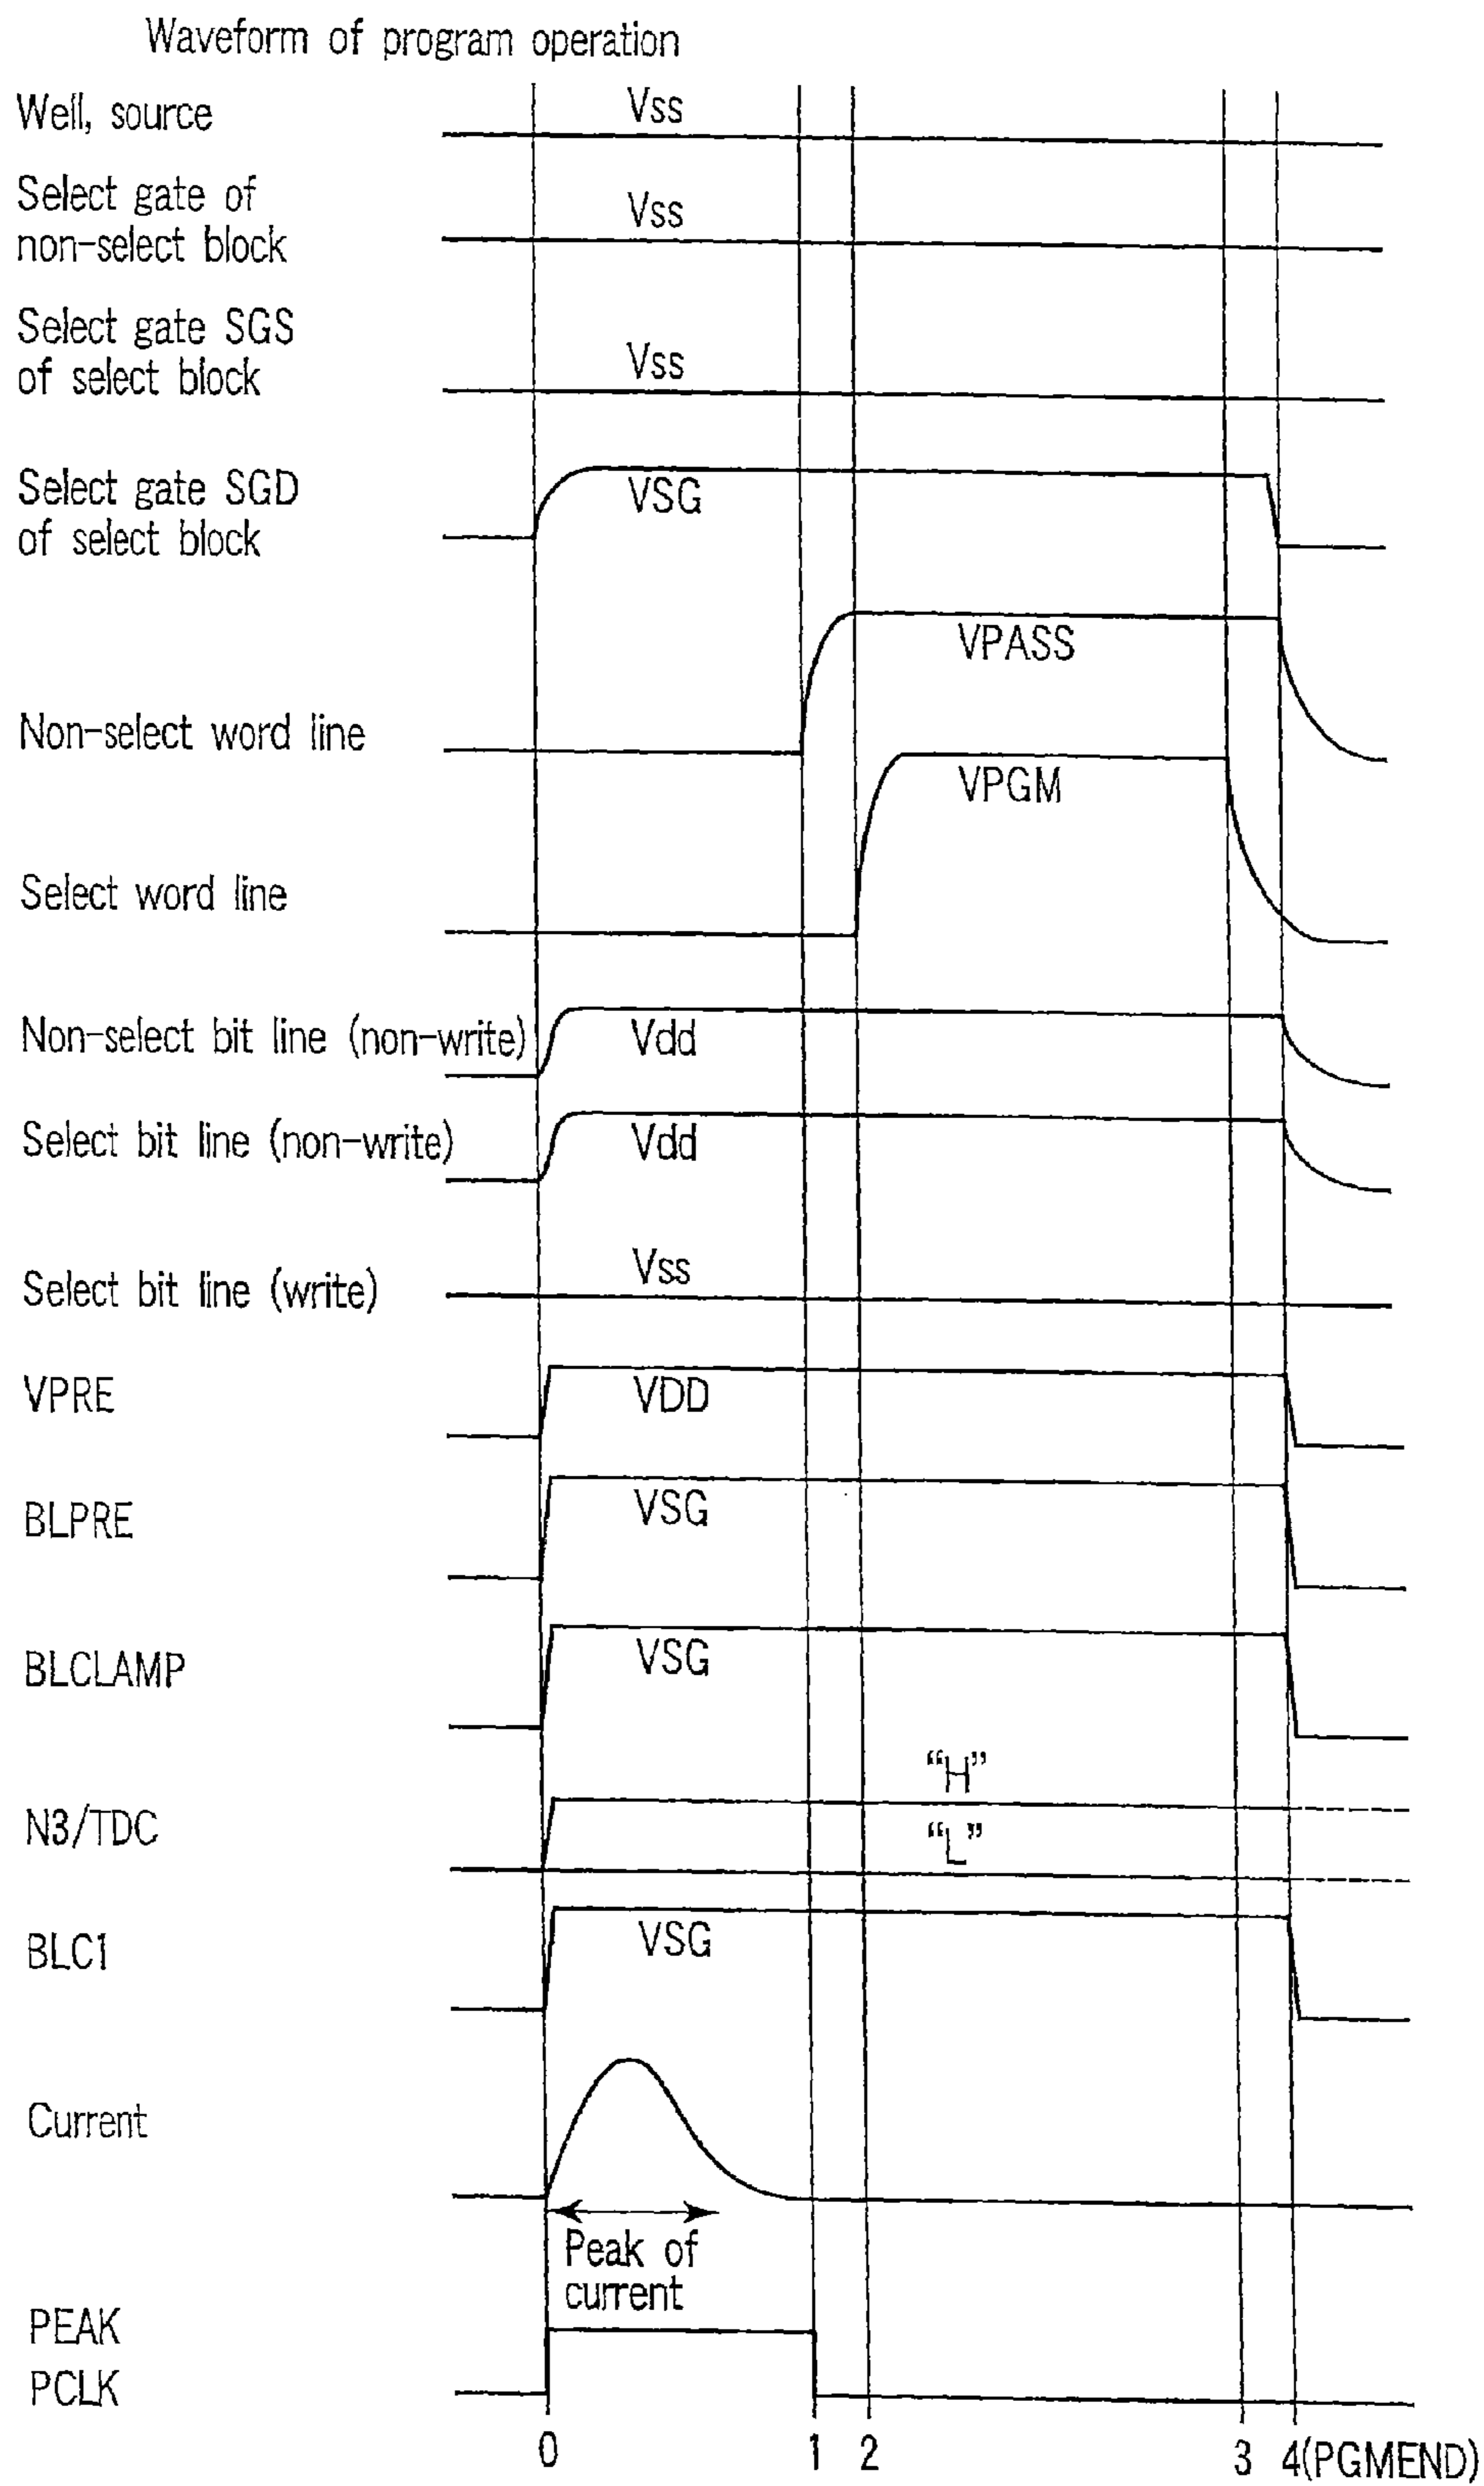 Waveform of program operation
Well, source
Vss
Select gate of
non-select block
Vss
Select gate SGS
of select block
Vss
Select gate SGD
of select block
VSG
Non-select word line
VPASS
Select word line
VPGM
Non-select bit line (non-write)
Vdd
Select bit line (non-write)
Vdd
Select bit line (write)
Vss
VPRE
VDD
BLPRE
VSG
BLCLAMP
VSG
N3/TDC
“H”
“L”
BLC1
VSG
Current
Peak of
current
PEAK
PCLK
0 1 2 3 4(PGMEND)